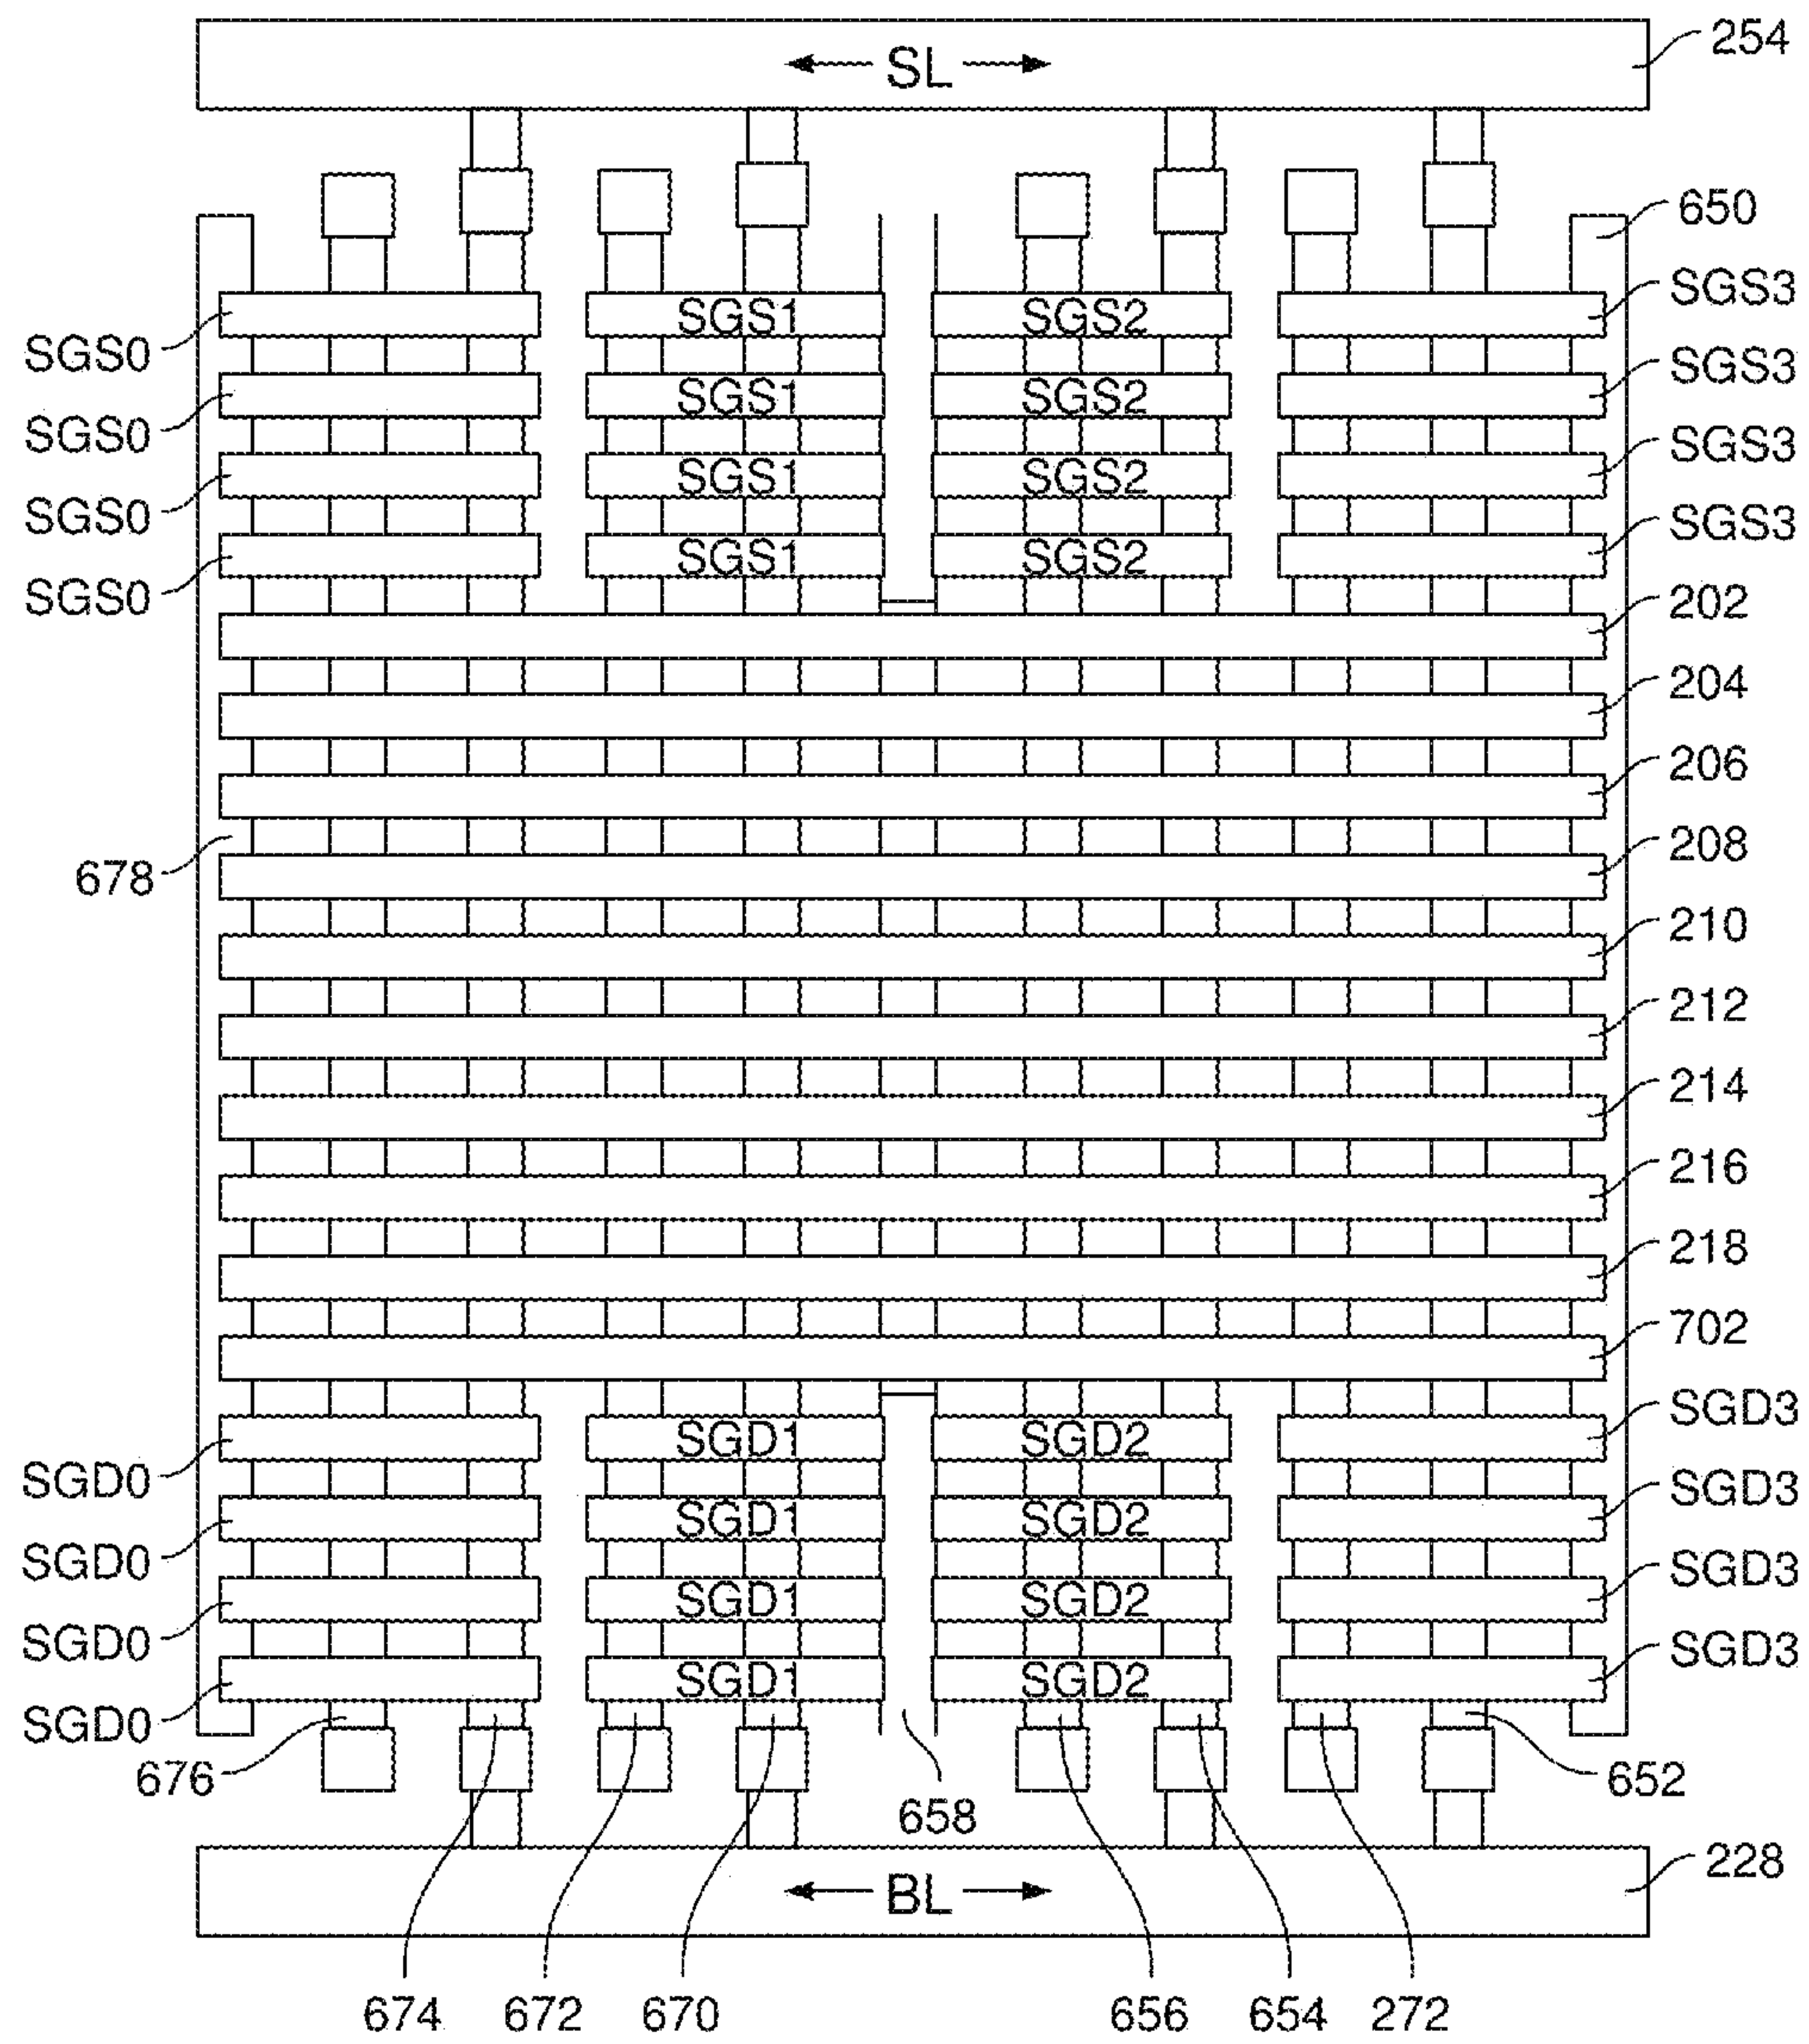 254
SL
650
SGS3
SGS1 SGS2
SGS0
SGS3
SGS1 SGS2
SGS0
SGS3
SGS1 SGS2
SGS0
SGS3
SGS1 SGS2
SGS0
202
204
206
208
678
210
212
214
216
218
702
SGD3
SGD1 SGD2
SGD0
SGD3
SGD1 SGD2
SGD0
SGD3
SGD1 SGD2
SGD0
SGD3
SGD1 SGD2
SGD0
676 652
658
228
BL
674 672 670 656 654 272